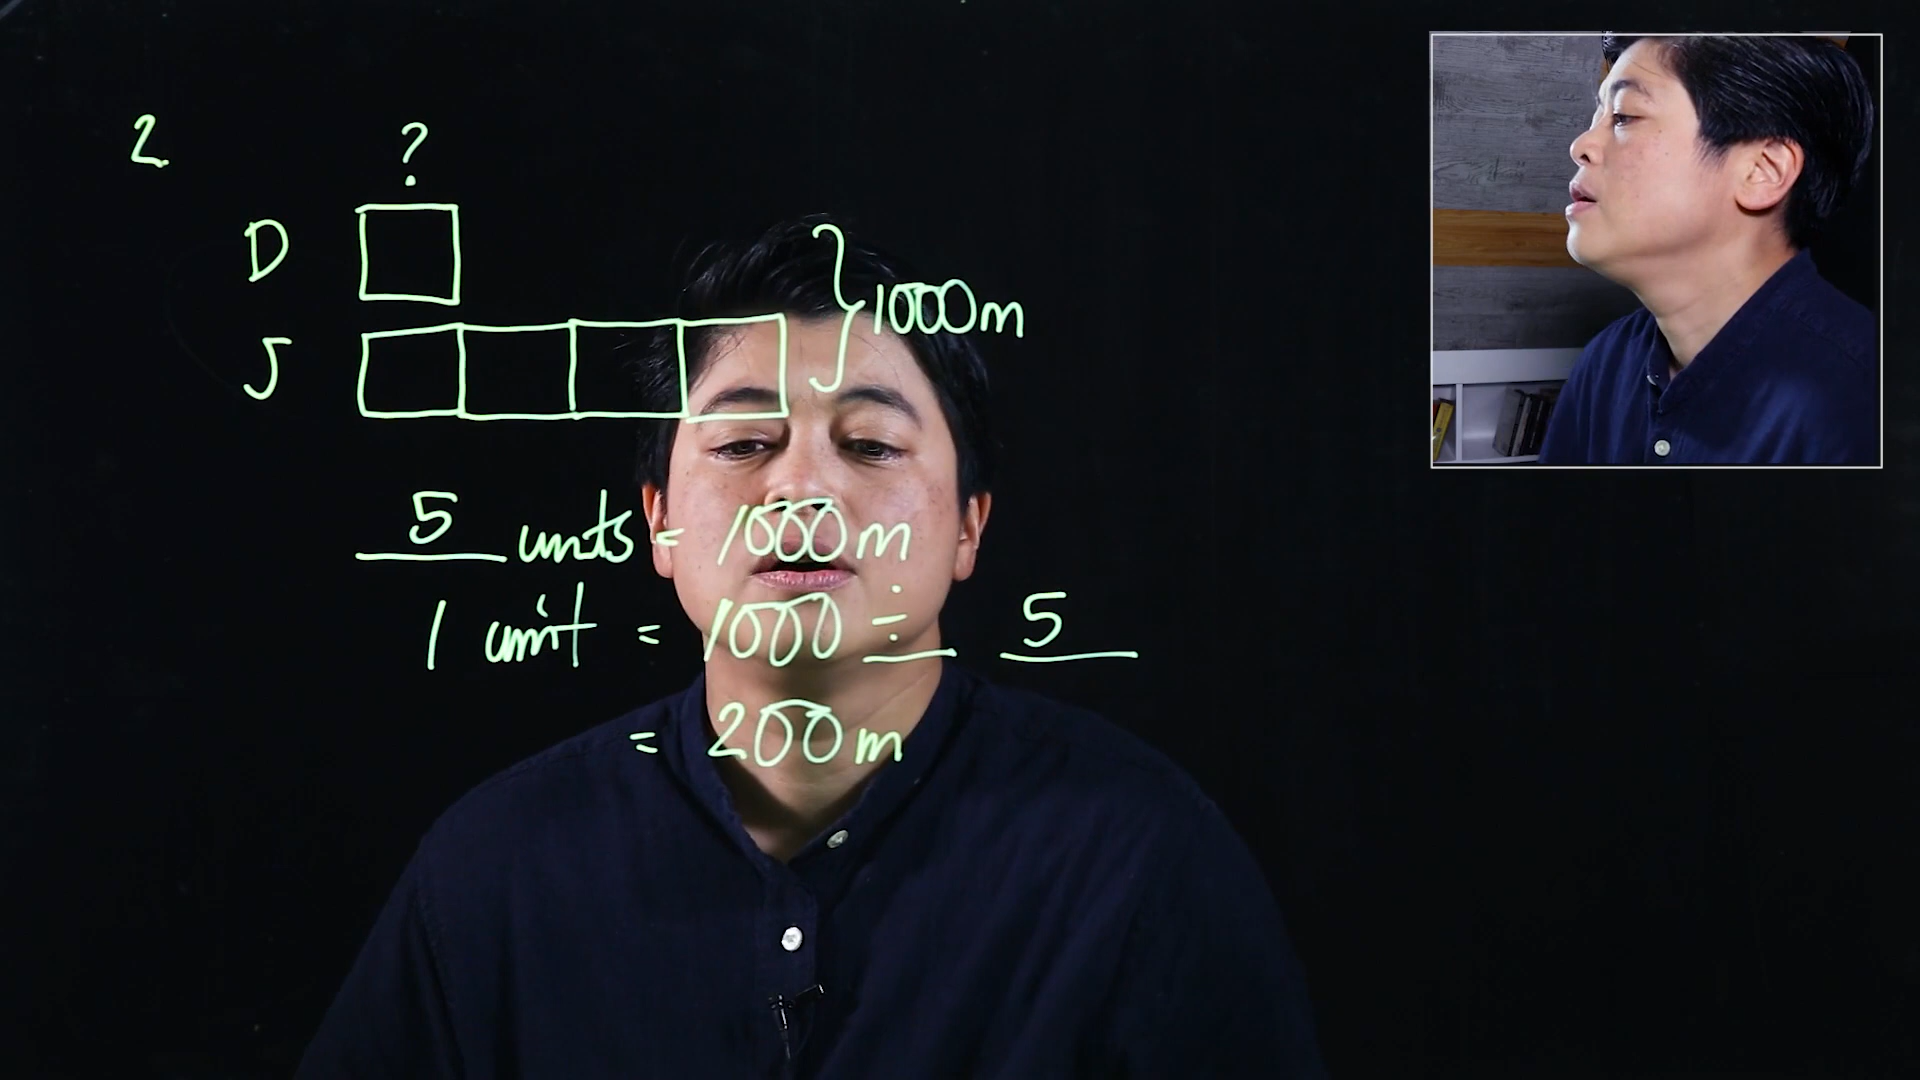 2
?
D
J
1000m
5 units = 1000m
1 unit = 1000 ÷ 5
= 200m